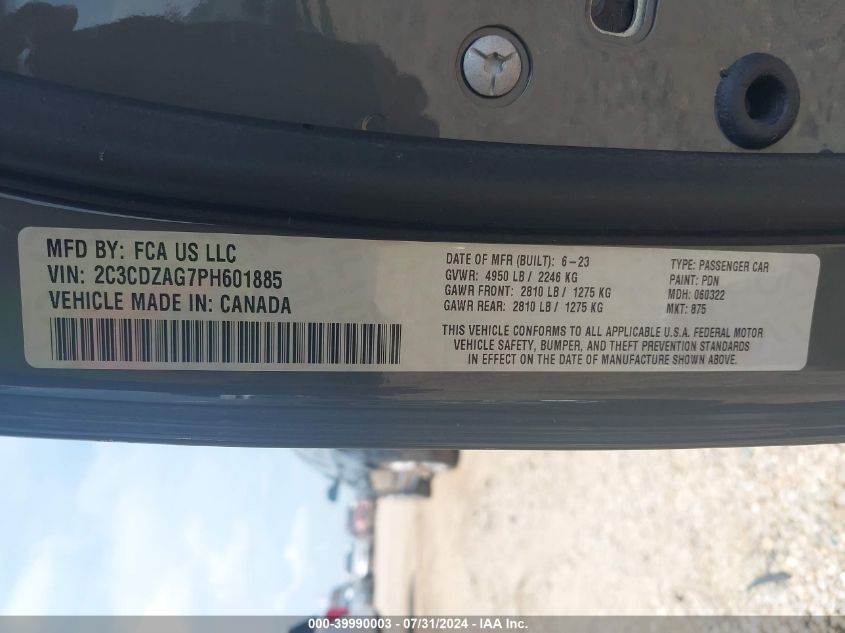 MFD BY: FCA US LLC
VIN: 2C3CDZAG7PH601885
VEHICLE MADE IN: CANADA
DATE OF MFR (BUILT): 6-23
GVWR: 4950 LB / 2246 KG
GAWR FRONT: 2810 LB / 1275 KG
GAWR REAR: 2810 LB / 1275 KG
TYPE: PASSENGER CAR
PAINT: PDN
MDH: 060322
MKT: 875
THIS VEHICLE CONFORMS TO ALL APPLICABLE U.S.A. FEDERAL MOTOR
VEHICLE SAFETY, BUMPER, AND THEFT PREVENTION STANDARDS
IN EFFECT ON THE DATE OF MANUFACTURE SHOWN ABOVE.
000-39990003 - 07/31/2024 - IAA Inc.